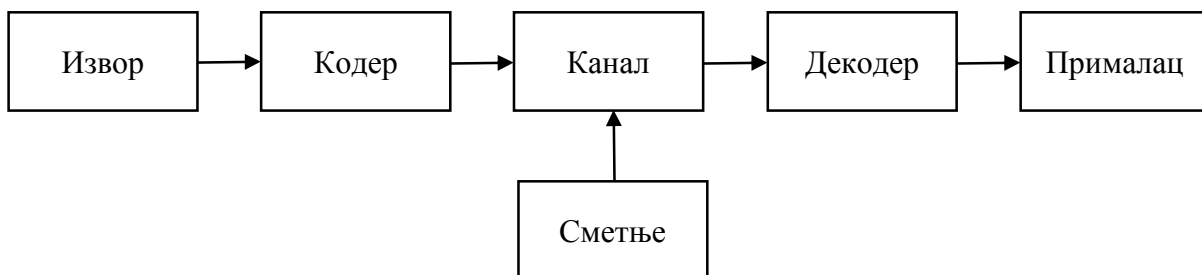 Извор
Кодер
Канал
Декодер
Прималац
Сметње